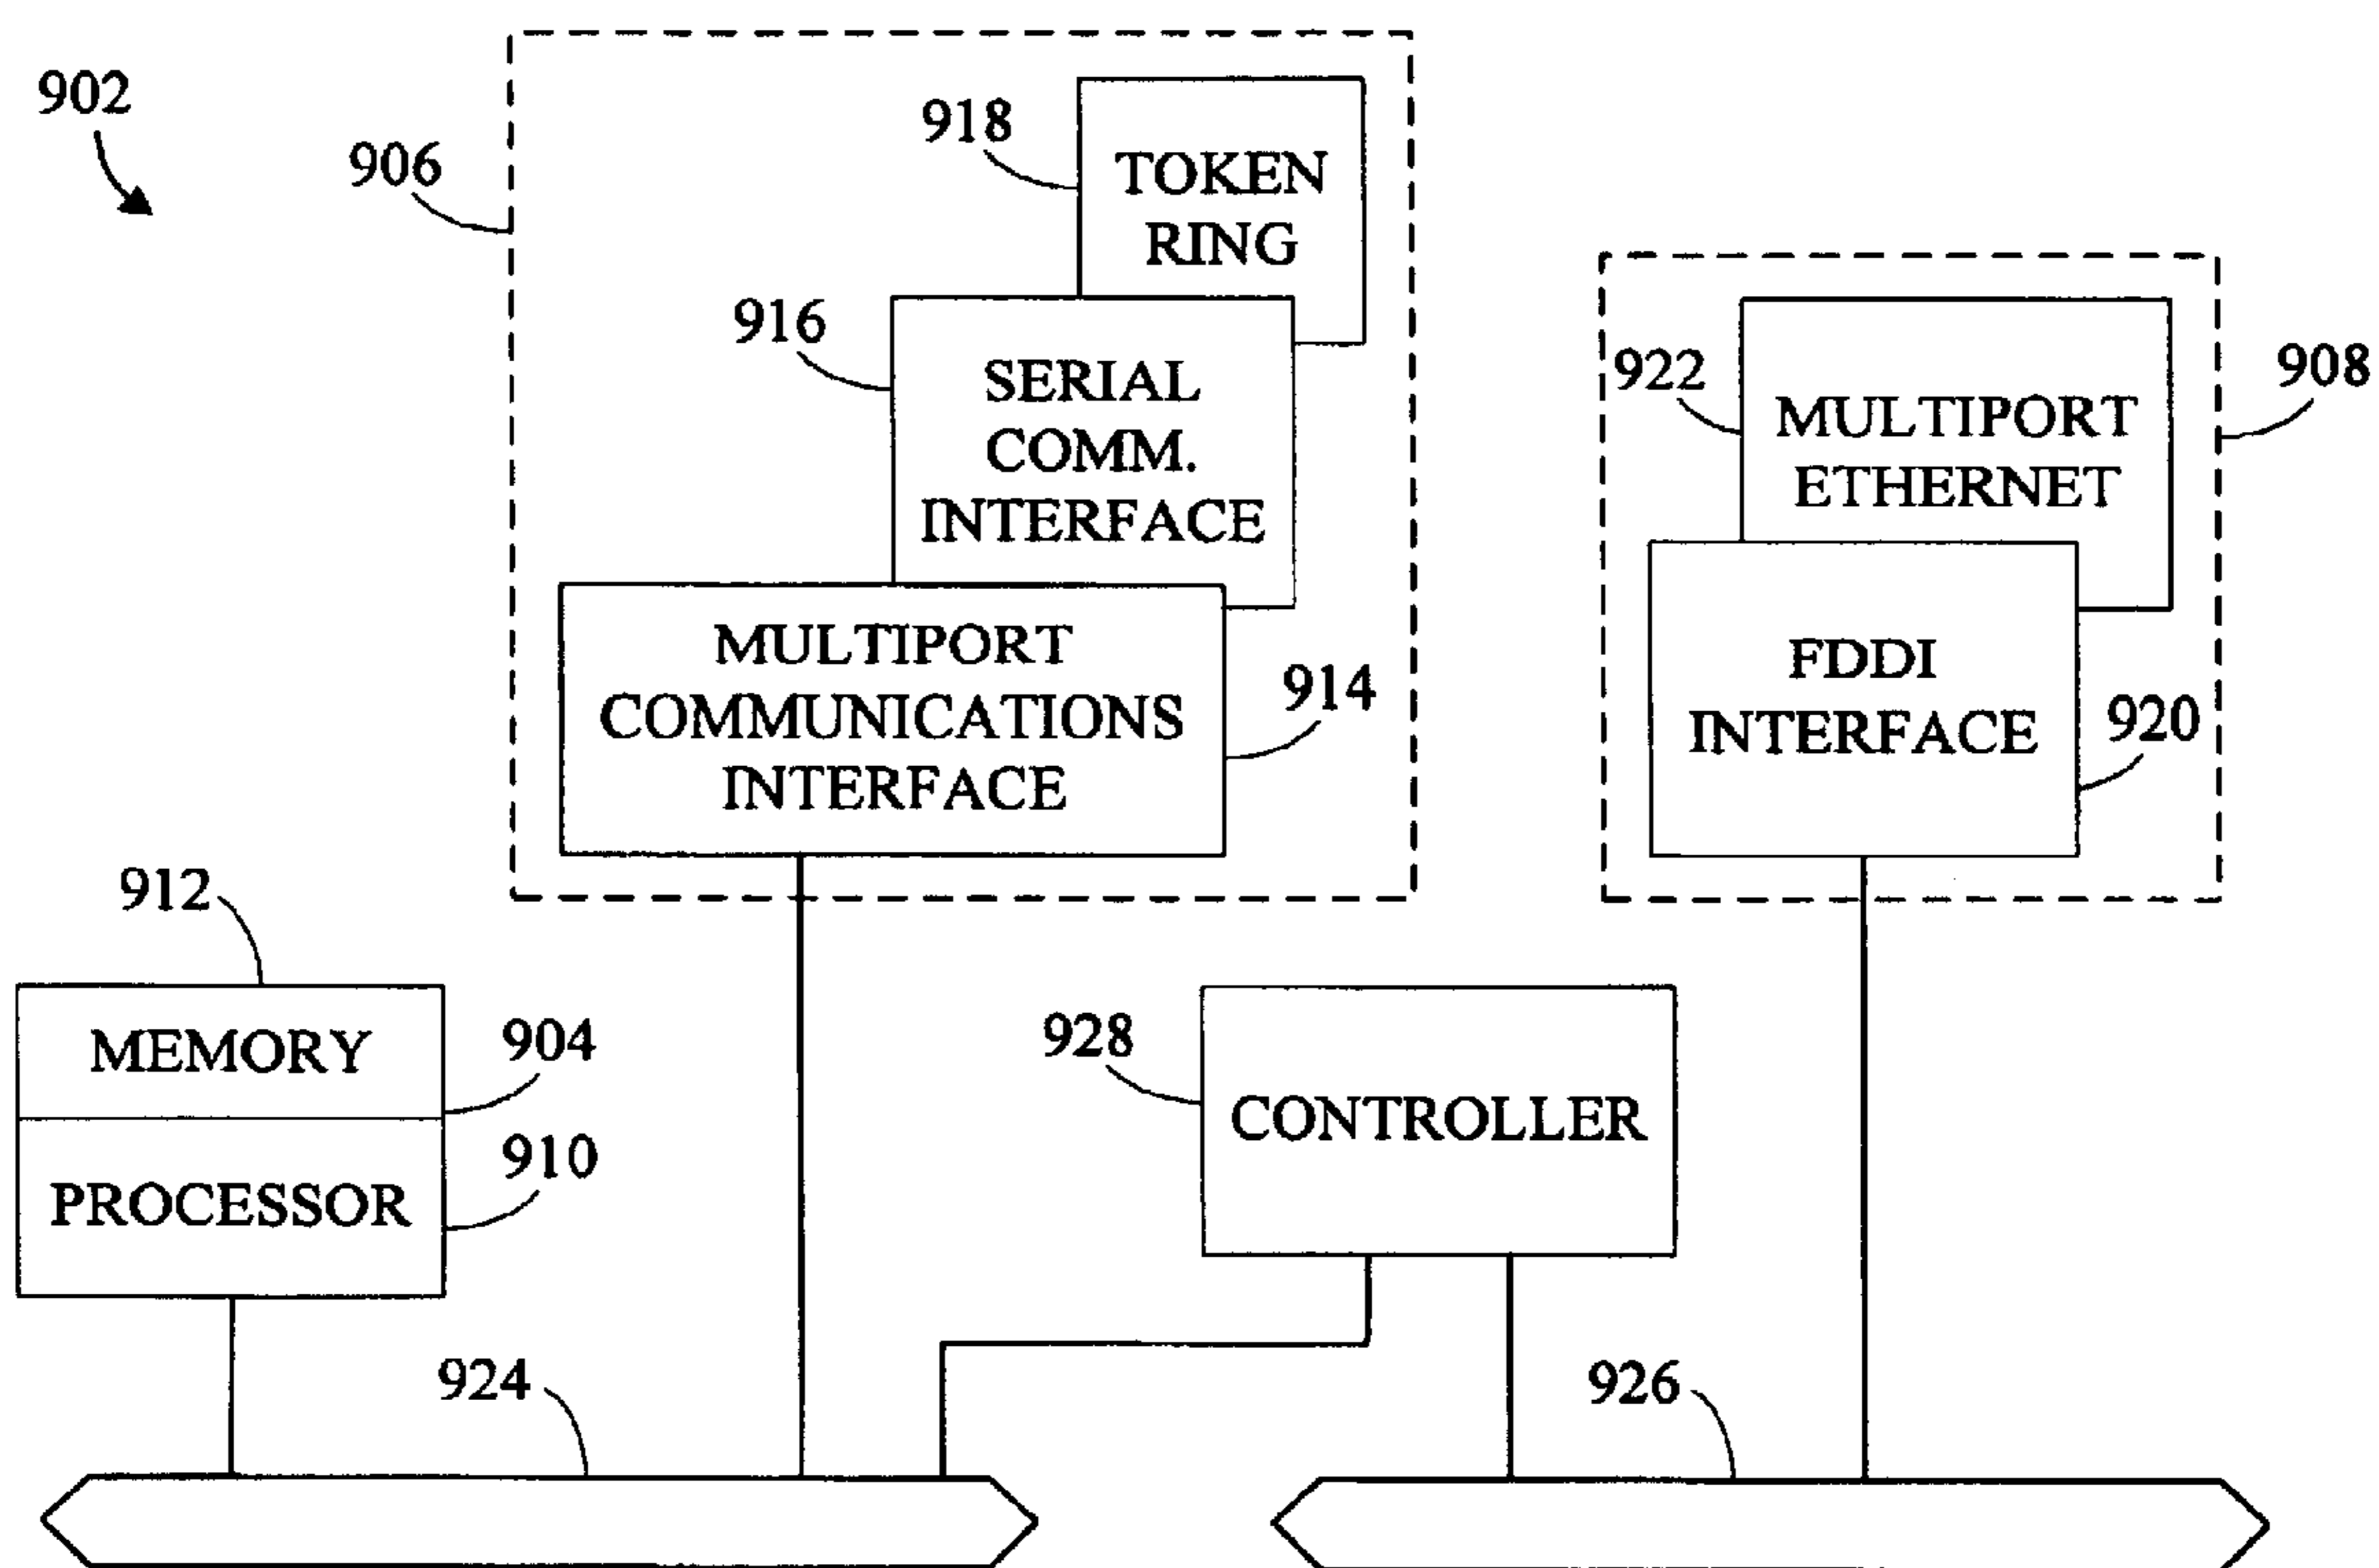 902
906
918
TOKEN
RING
916
SERIAL
COMM.
INTERFACE
922
908
MULTIPORT
ETHERNET
MULTIPORT
COMMUNICATIONS
INTERFACE
914
FDDI
INTERFACE
920
912
MEMORY
904
PROCESSOR
910
928
CONTROLLER
924
926